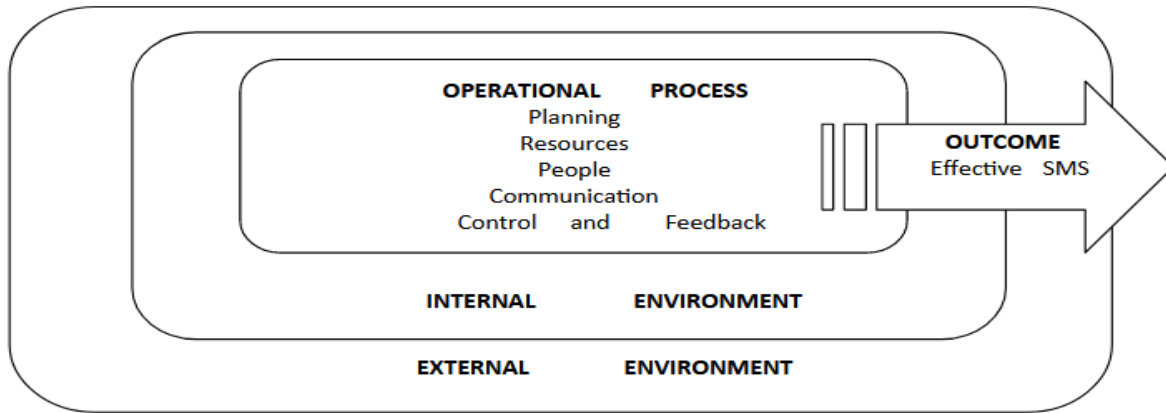 OPERATIONAL PROCESS
Planning
Resources
People
Communication
Control and Feedback
OUTCOME
Effective SMS
INTERNAL ENVIRONMENT
EXTERNAL ENVIRONMENT